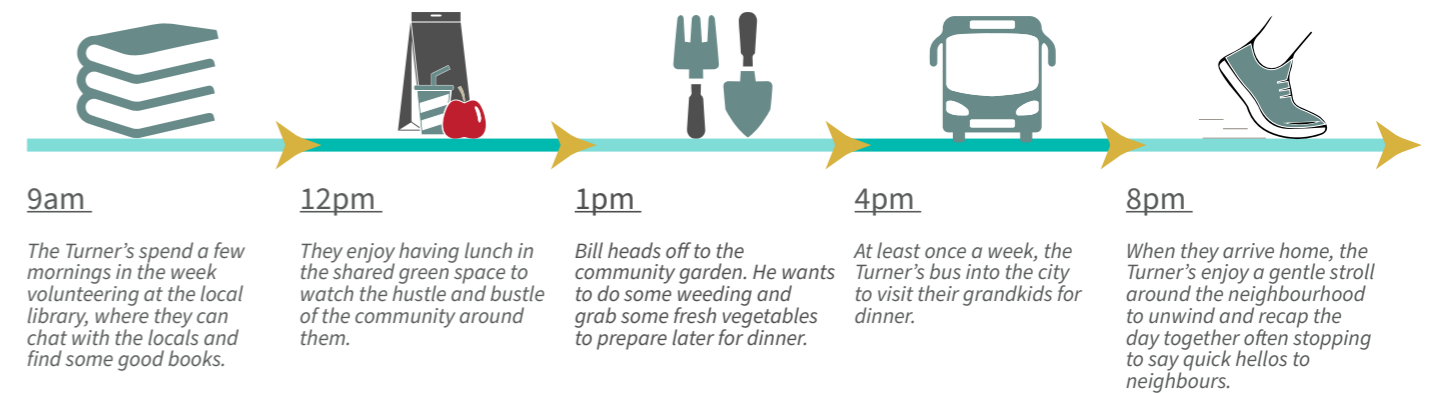 9am
The Turner's spend a few
mornings in the week
volunteering at the local
library, where they can
chat with the locals and
find some good books.
12pm
They enjoy having lunch in
the shared green space to
watch the hustle and bustle
of the community around
them.
1pm
Bill heads off to the
community garden. He wants
to do some weeding and
grab some fresh vegetables
to prepare later for dinner.
4pm
At least once a week, the
Turner's bus into the city
to visit their grandkids for
dinner.
8pm
When they arrive home, the
Turner's enjoy a gentle stroll
around the neighbourhood
to unwind and recap the
day together often stopping
to say quick hellos to
neighbours.